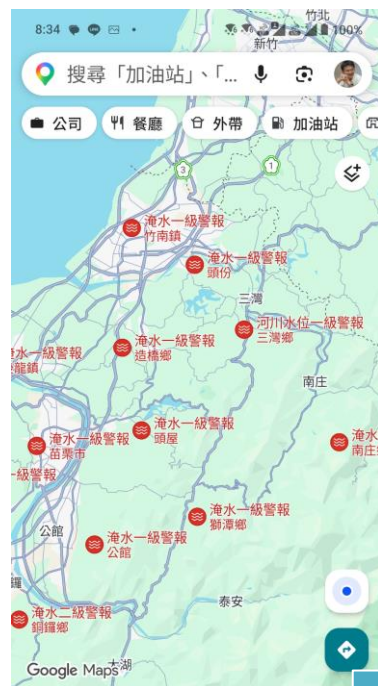 8:34
100%
竹北
新竹
搜尋「加油站」、「...
公司
餐廳
外帶
加油站
3
1
淹水一級警報
竹南鎮
淹水一級警報
頭份
三灣
河川水位一級警報
三灣鄉
水一級警報
龍鎮
淹水一級警報
造橋鄉
南庄
淹水一級警報
苗栗市
淹水一級警報
頭屋
淹水
南庄
級警報
淹水一級警報
獅潭鄉
公館
淹水一級警報
公館
泰安
淹水二級警報
銅鑼鄉
Google Maps
大湖